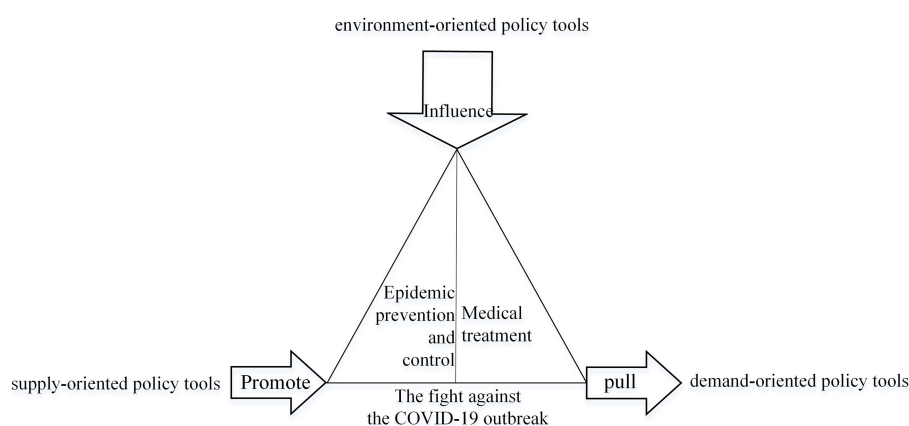 environment-oriented policy tools
Influence
Epidemic
prevention
and
control
Medical
treatment
supply-oriented policy tools
Promote
pull
demand-oriented policy tools
The fight against
the COVID-19 outbreak